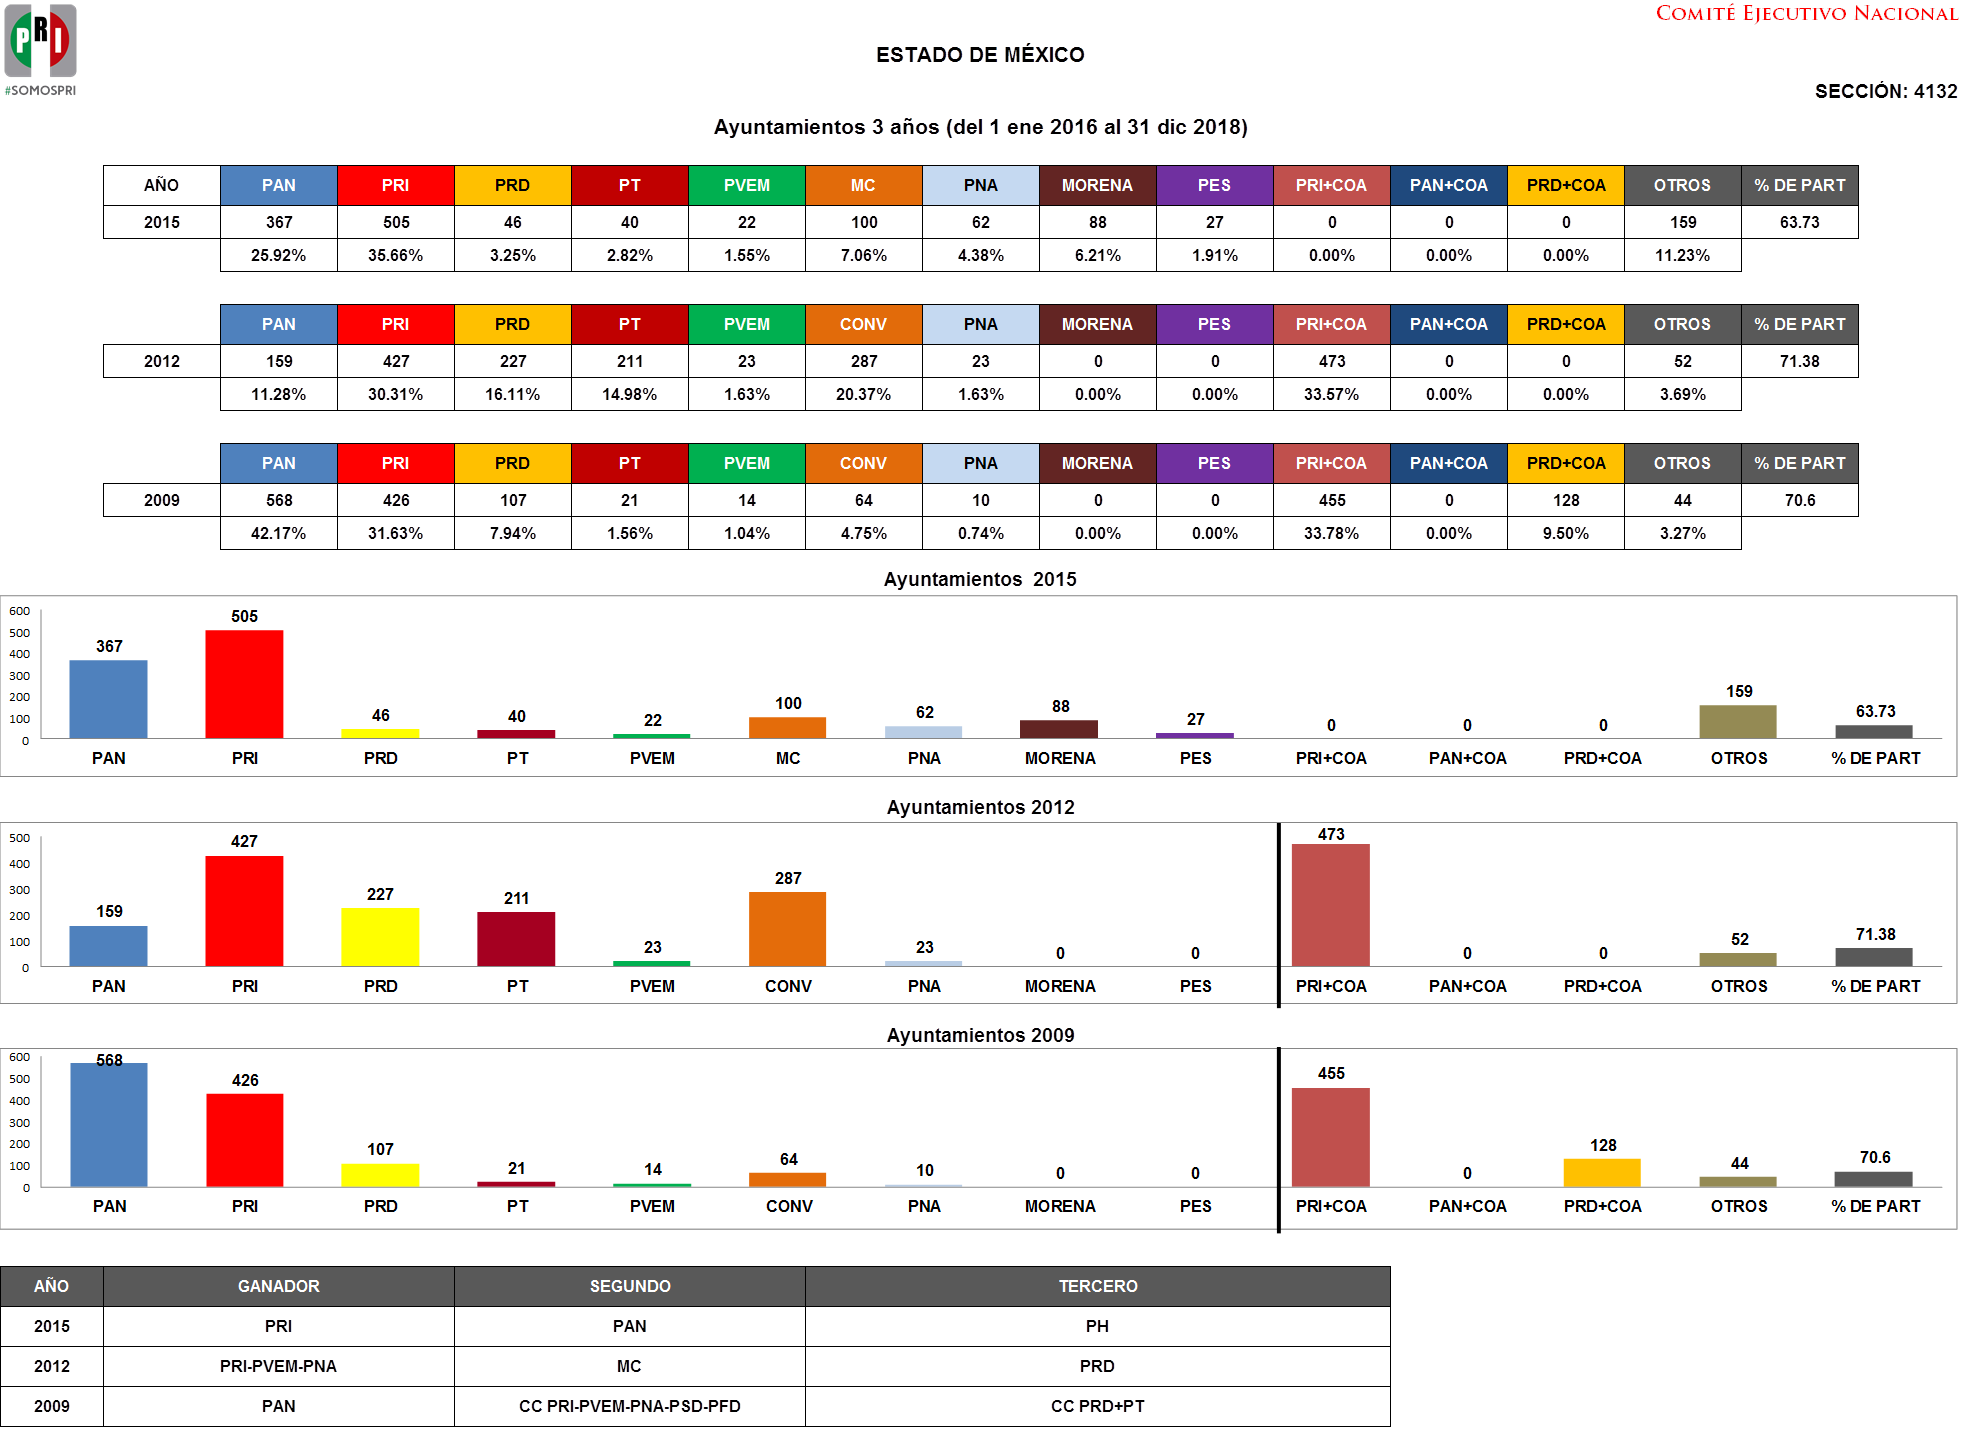 PRI
#SOMOSPRI
COMITÉ EJECUTIVO NACIONAL
ESTADO DE MÉXICO
SECCIÓN: 4132
Ayuntamientos 3 años (del 1 ene 2016 al 31 dic 2018)
AÑO PAN PRI PRD PT PVEM MC PNA MORENA PES PRI+COA PAN+COA PRD+COA OTROS % DE PART
2015 367 505 46 40 22 100 62 88 27 0 0 0 159 63.73
25.92% 35.66% 3.25% 2.82% 1.55% 7.06% 4.38% 6.21% 1.91% 0.00% 0.00% 0.00% 11.23%
PAN PRI PRD PT PVEM CONV PNA MORENA PES PRI+COA PAN+COA PRD+COA OTROS % DE PART
2012 159 427 227 211 23 287 23 0 0 473 0 0 52 71.38
11.28% 30.31% 16.11% 14.98% 1.63% 20.37% 1.63% 0.00% 0.00% 33.57% 0.00% 0.00% 3.69%
PAN PRI PRD PT PVEM CONV PNA MORENA PES PRI+COA PAN+COA PRD+COA OTROS % DE PART
2009 568 426 107 21 14 64 10 0 0 455 0 128 44 70.6
42.17% 31.63% 7.94% 1.56% 1.04% 4.75% 0.74% 0.00% 0.00% 33.78% 0.00% 9.50% 3.27%
Ayuntamientos 2015
600
500
400
300
200
100
0
367 505 46 40 22 100 62 88 27 0 0 0 159 63.73
PAN PRI PRD PT PVEM MC PNA MORENA PES PRI+COA PAN+COA PRD+COA OTROS % DE PART
Ayuntamientos 2012
500
400
300
200
100
0
159 427 227 211 23 287 23 0 0 473 0 0 52 71.38
PAN PRI PRD PT PVEM CONV PNA MORENA PES PRI+COA PAN+COA PRD+COA OTROS % DE PART
Ayuntamientos 2009
600
500
400
300
200
100
0
568 426 107 21 14 64 10 0 0 455 0 128 44 70.6
PAN PRI PRD PT PVEM CONV PNA MORENA PES PRI+COA PAN+COA PRD+COA OTROS % DE PART
AÑO GANADOR SEGUNDO TERCERO
2015 PRI PAN PH
2012 PRI-PVEM-PNA MC PRD
2009 PAN CC PRI-PVEM-PNA-PSD-PFD CC PRD+PT